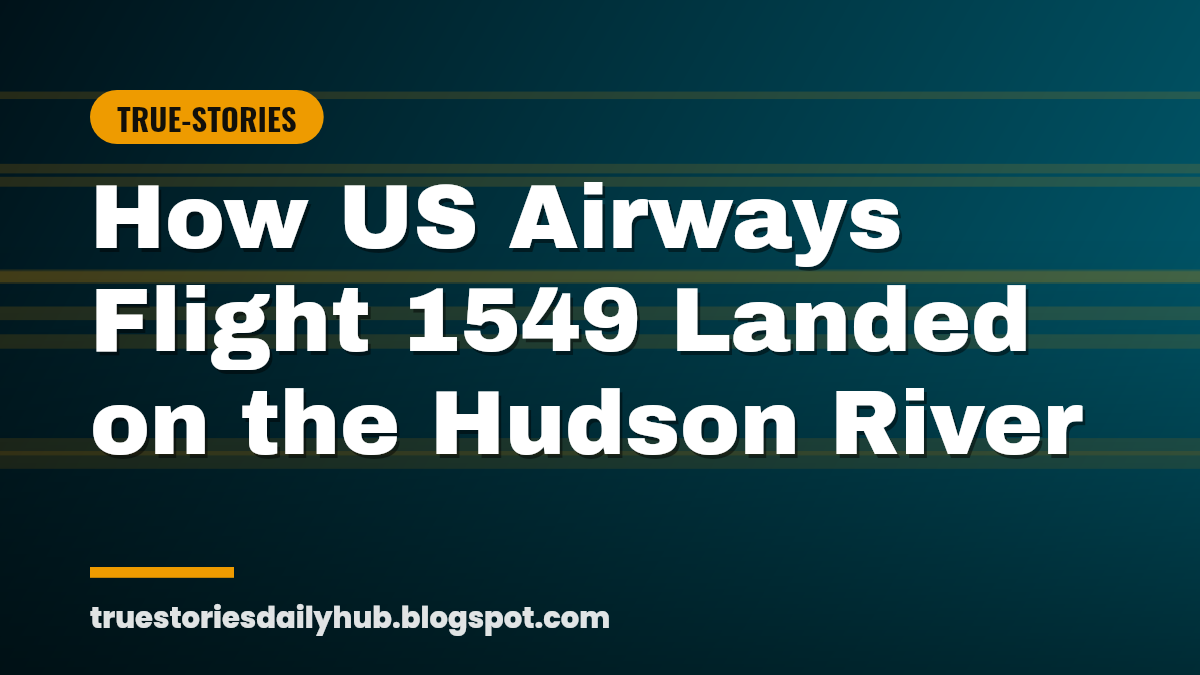 TRUE-STORIES
How US Airways
Flight 1549 Landed
on the Hudson River
truestoriesdailyhub.blogspot.com